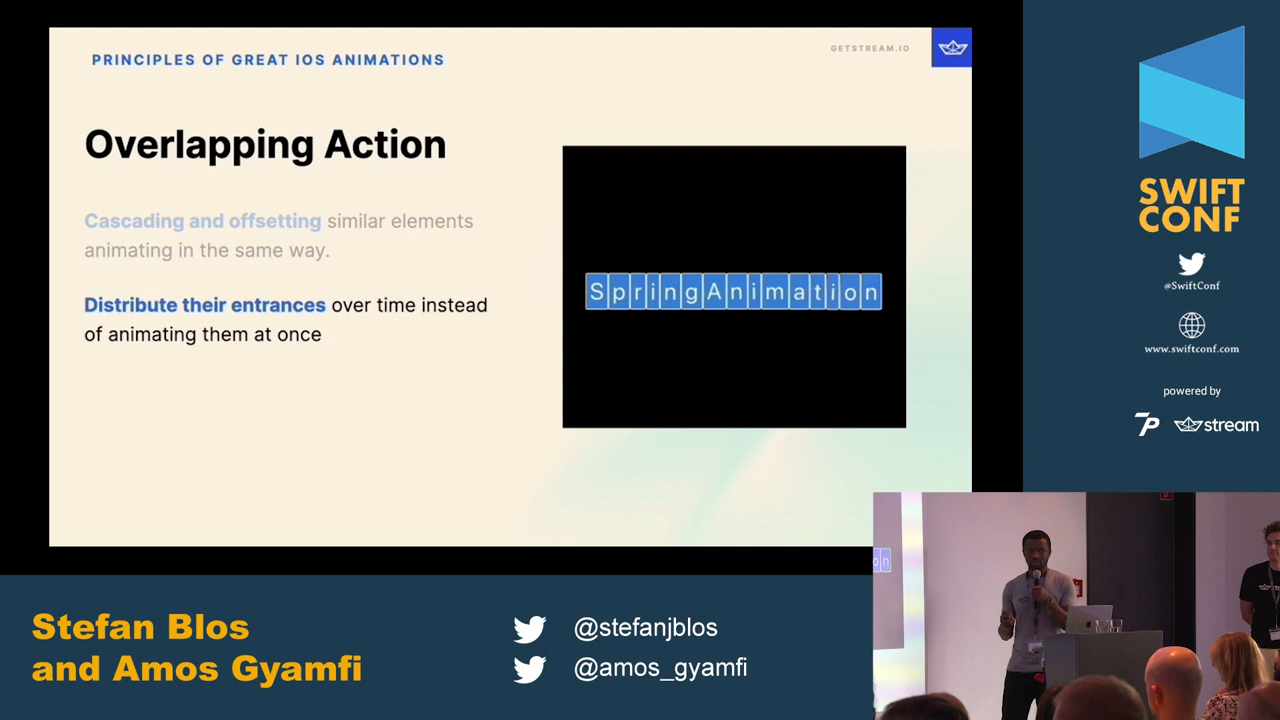 PRINCIPLES OF GREAT IOS ANIMATIONS
GETSTREAM.IO
Overlapping Action
Cascading and offsetting similar elements
animating in the same way.
Distribute their entrances over time instead
of animating them at once
SpringAnimation
SWIFT
CONF
@SwiftConf
www.swiftconf.com
powered by
7P
stream
on
Stefan Blos
and Amos Gyamfi
@stefanjblos
@amos_gyamfi